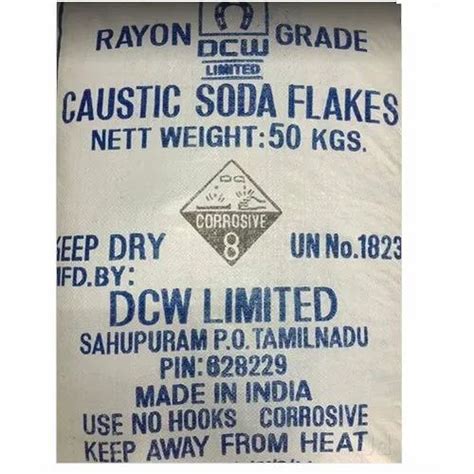 RAYON DCW GRADE
LIMITED
CAUSTIC SODA FLAKES
NETT WEIGHT:50 KGS.
CORROSIVE
8
KEEP DRY UN No.1823
MFD.BY:
DCW LIMITED
SAHUPURAM P.O. TAMILNADU
PIN:628229
MADE IN INDIA
USE NO HOOKS CORROSIVE
KEEP AWAY FROM HEAT